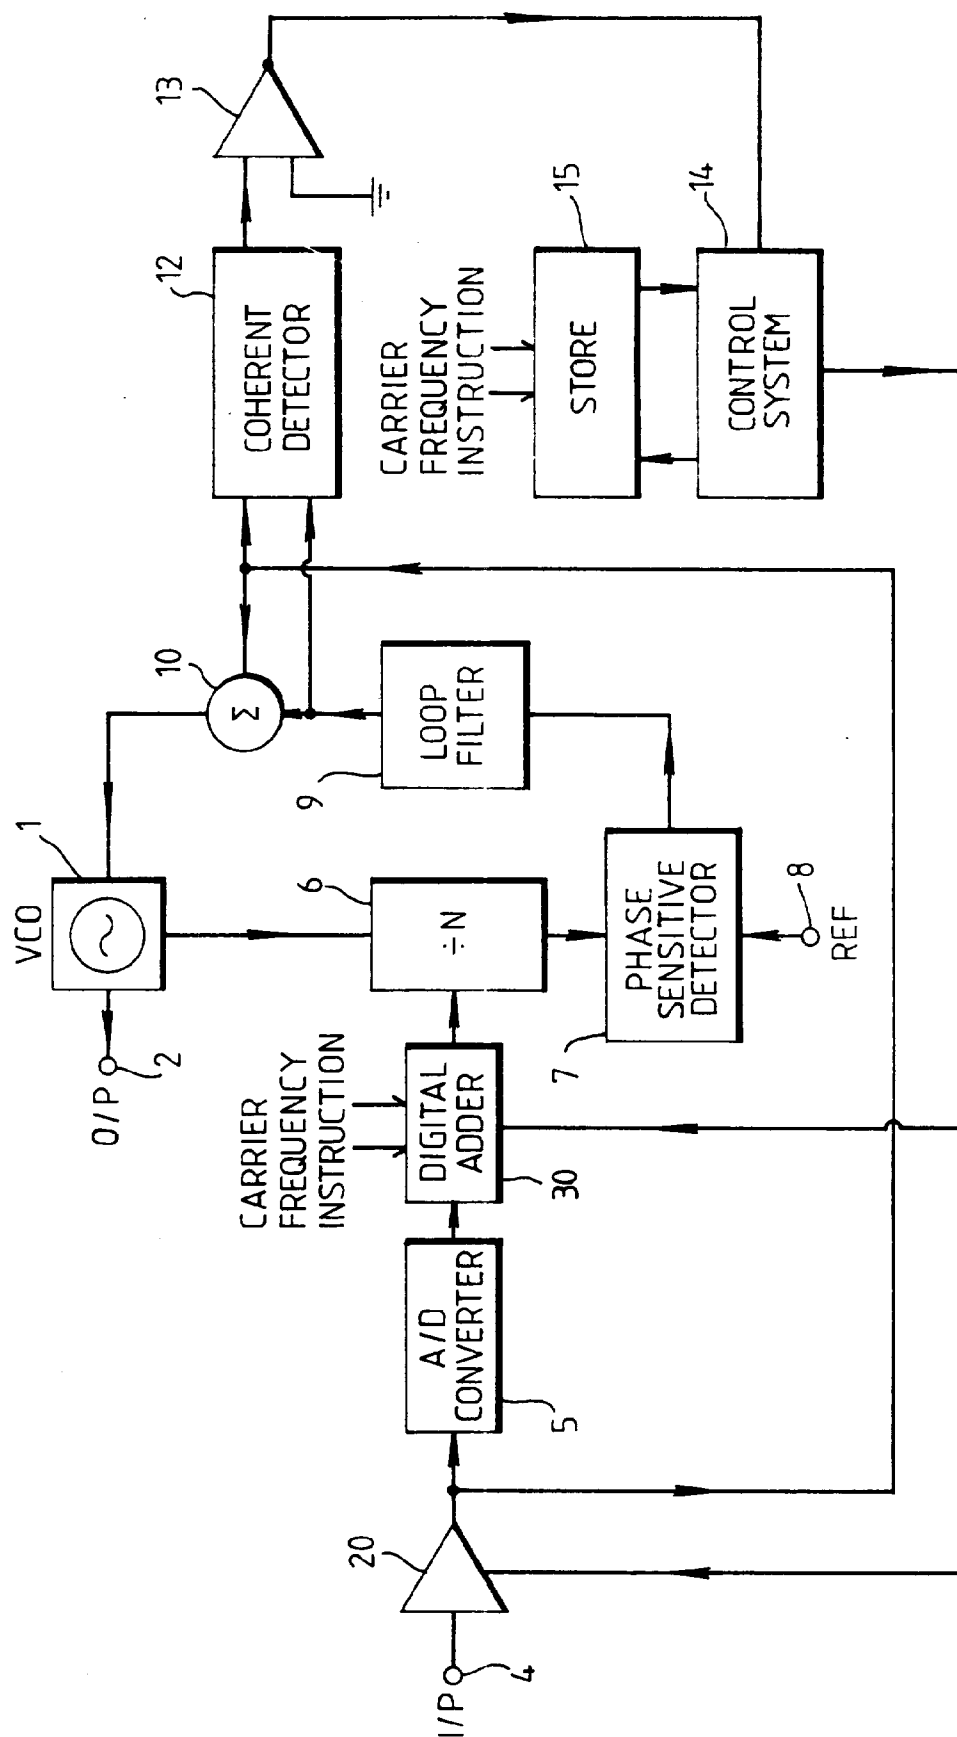 VCO
1
O/P
2
10
Σ
12
COHERENT
DETECTOR
13
CARRIER
FREQUENCY
INSTRUCTION
6
÷N
9
LOOP
FILTER
CARRIER
FREQUENCY
INSTRUCTION
STORE
15
I/P
4
20
A/D
CONVERTER
5
DIGITAL
ADDER
30
7
PHASE
SENSITIVE
DETECTOR
8
REF
CONTROL
SYSTEM
14